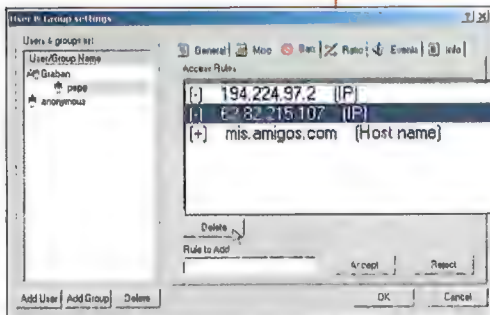 User & Group settings
Users & groups list
User/Group Name
Graban
pepe
anonymous
General Misc Ban Ratio Events Info
Access Rules
[-] 194.224.97.2 (IP)
[-] 62.82.215.107 (IP)
[+] mis.amigos.com (Host name)
Delete
Rule to Add
Accept Reject
Add User Add Group Delete
OK Cancel